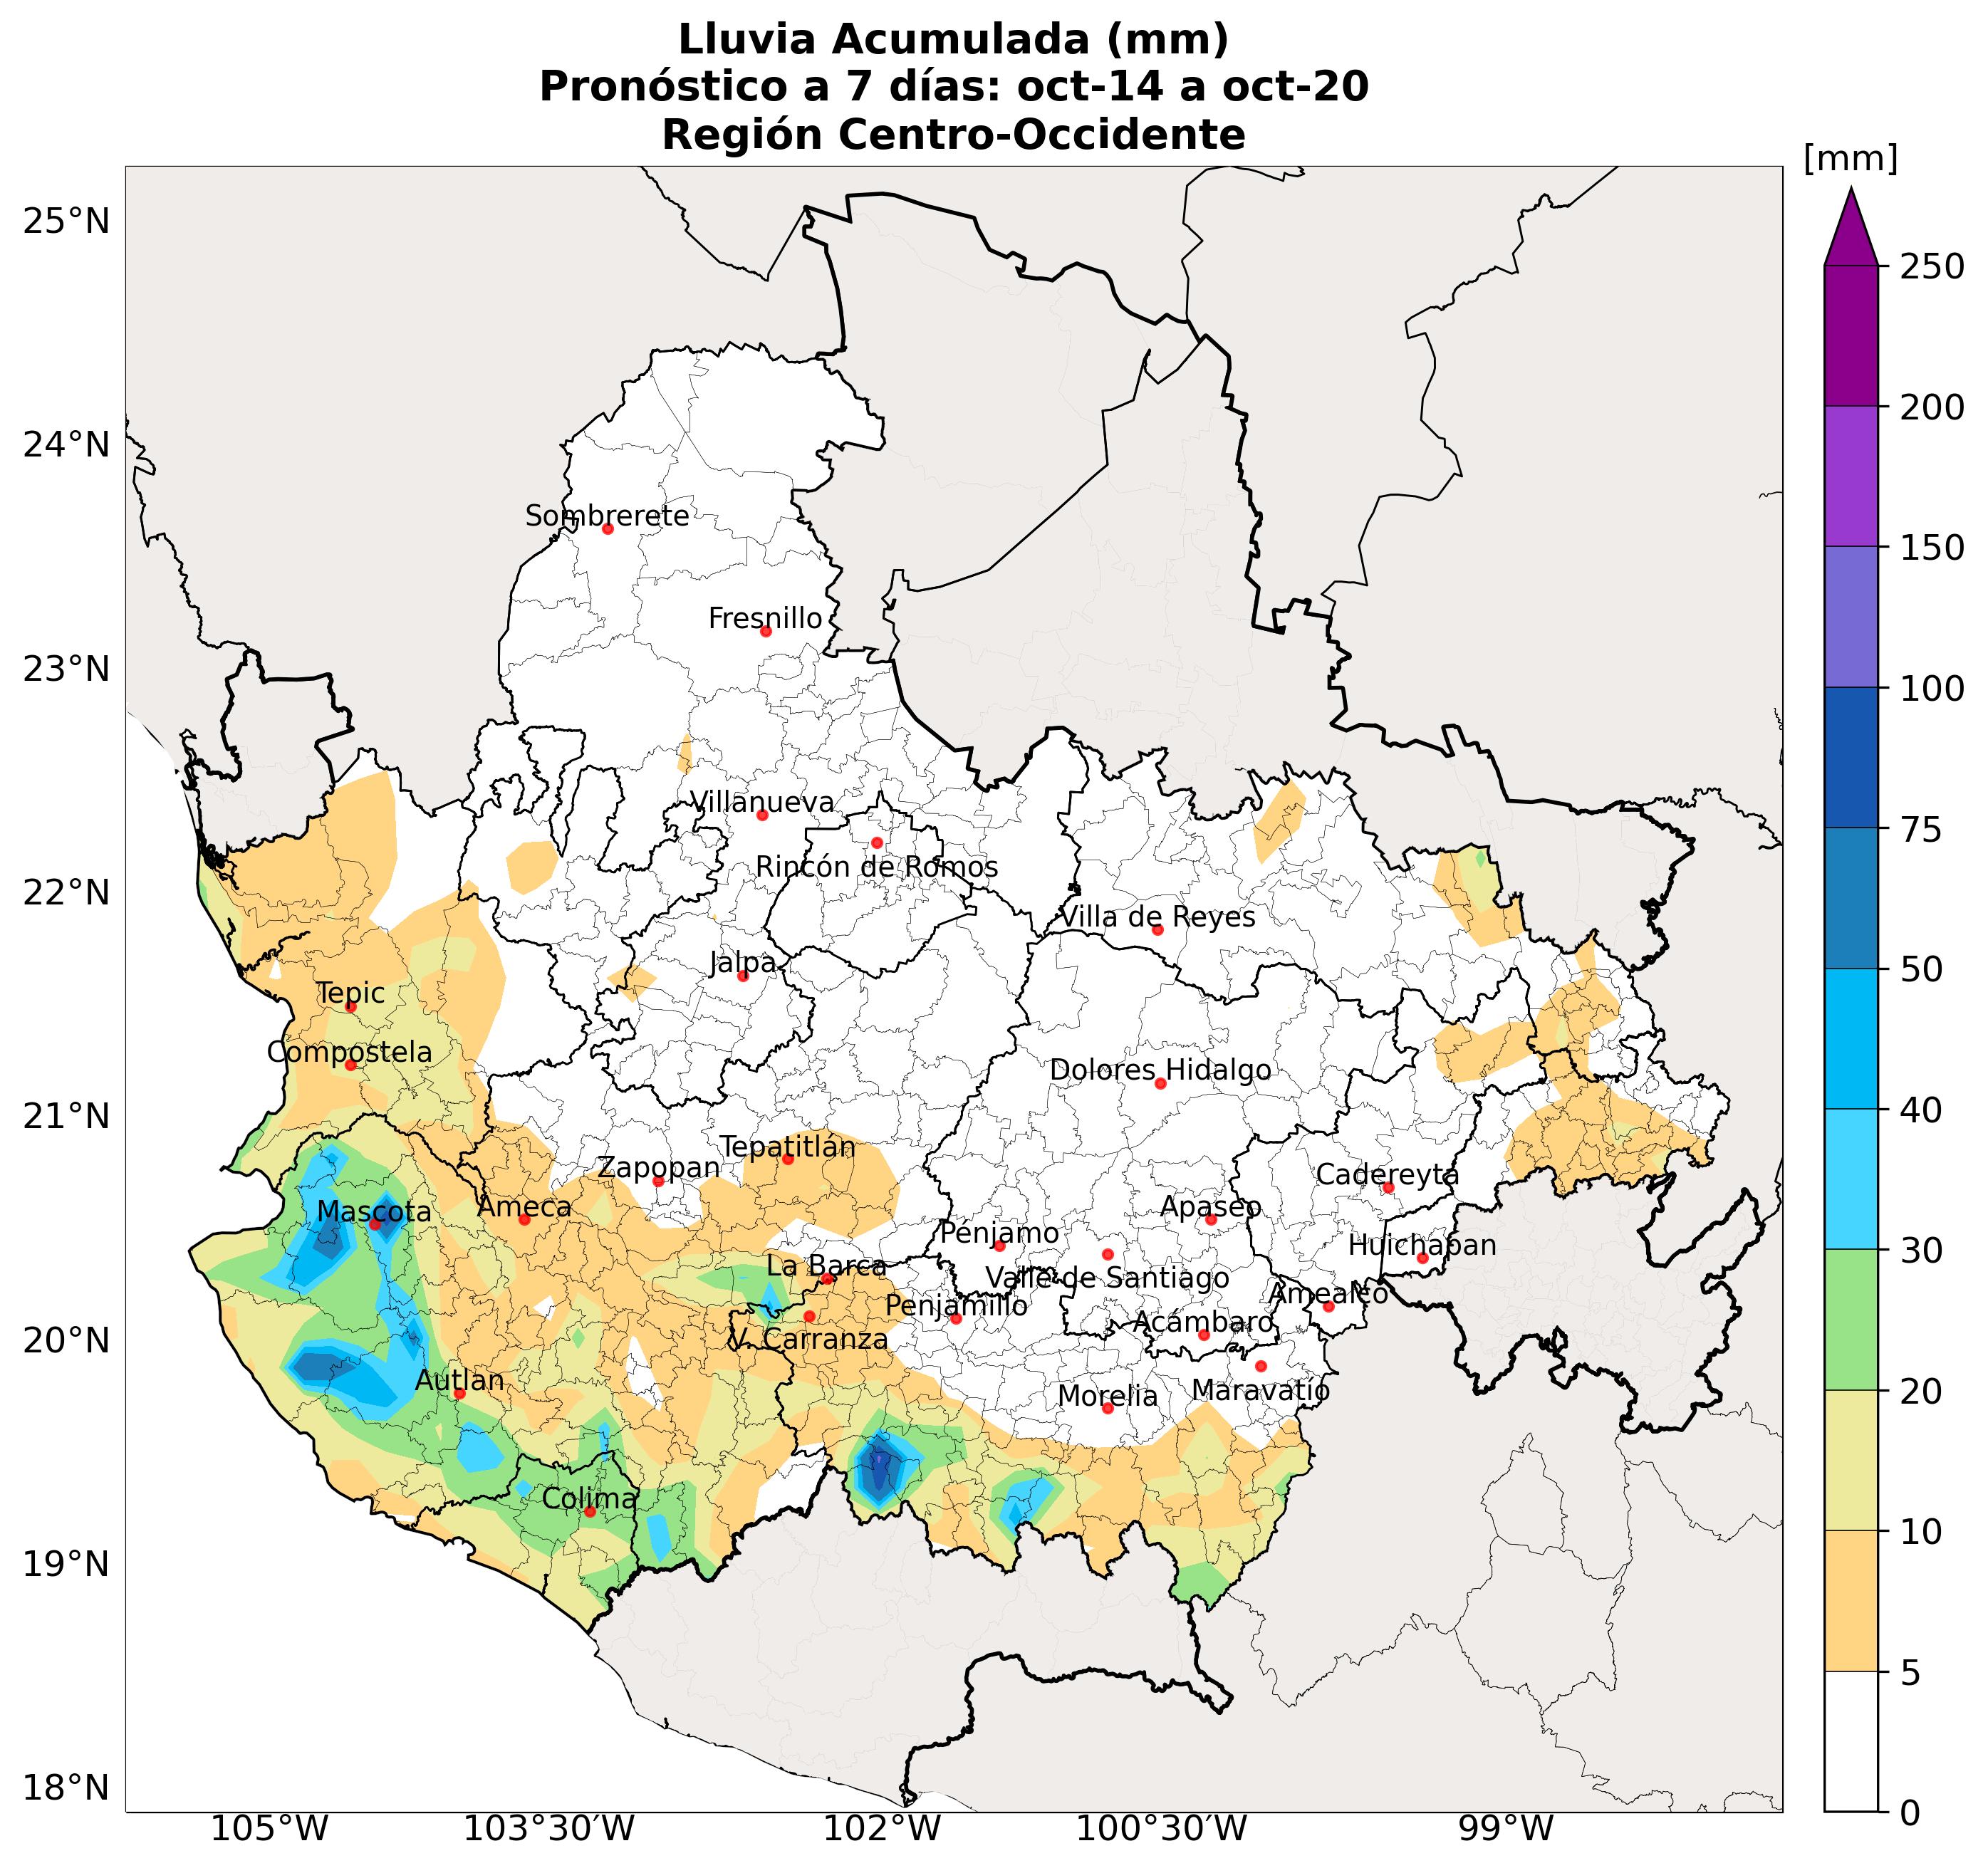 Lluvia Acumulada (mm)
Pronóstico a 7 días: oct-14 a oct-20
Región Centro-Occidente
[mm]
25°N
24°N
23°N
22°N
21°N
20°N
19°N
18°N
Sombrerete
Fresnillo
Villanueva
Rincón de Romos
Villa de Reyes
Jalpa
Tepic
Compostela
Dolores Hidalgo
Tepatitlán
Zapopan
Cadereyta
Mascota
Ameca
Apaseo
Pénjamo
Huichapan
La Barca
Valle de Santiago
Amealco
Penjamillo
Acámbaro
V. Carranza
Autlan
Morelia
Maravatío
Colima
105°W
103°30'W
102°W
100°30'W
99°W
250
200
150
100
75
50
40
30
20
10
5
0